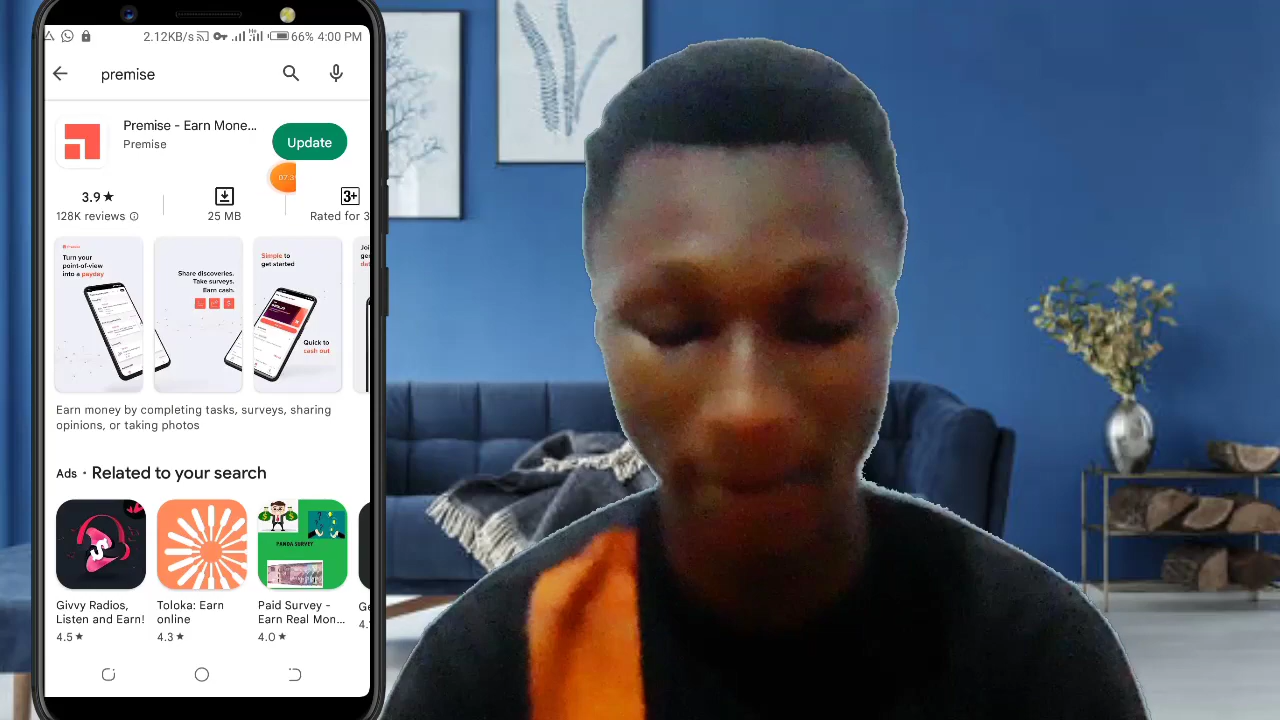 2.12KB/s 66% 4:00 PM
premise
Premise - Earn Mone...
Premise
Update
3.9★
128K reviews
25 MB
3+
Rated for 3
Turn your
point-of-view
into a payday
Share discoveries.
Take surveys.
Earn cash.
Simple to
get started
Quick to
cash out
Earn money by completing tasks, surveys, sharing
opinions, or taking photos
Ads · Related to your search
PANDA SURVEY
Givvy Radios,
Listen and Earn!
4.5 ★
Toloka: Earn
online
4.3 ★
Paid Survey -
Earn Real Mon...
4.0 ★